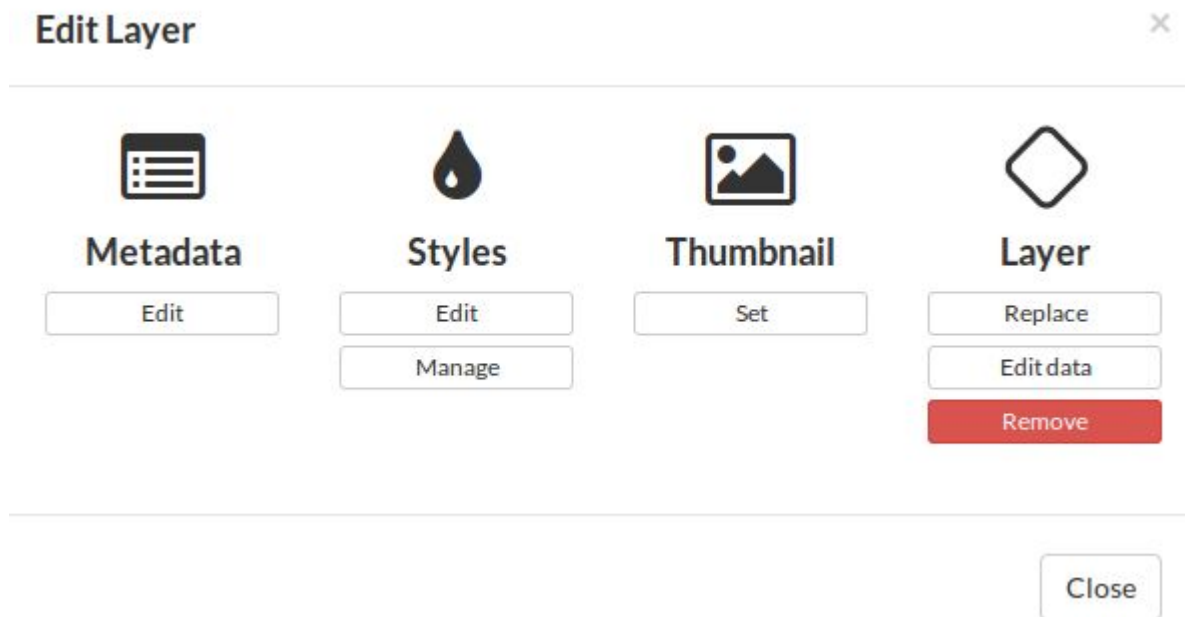 Edit Layer
×
Metadata
Edit
Styles
Edit
Manage
Thumbnail
Set
Layer
Replace
Edit data
Remove
Close